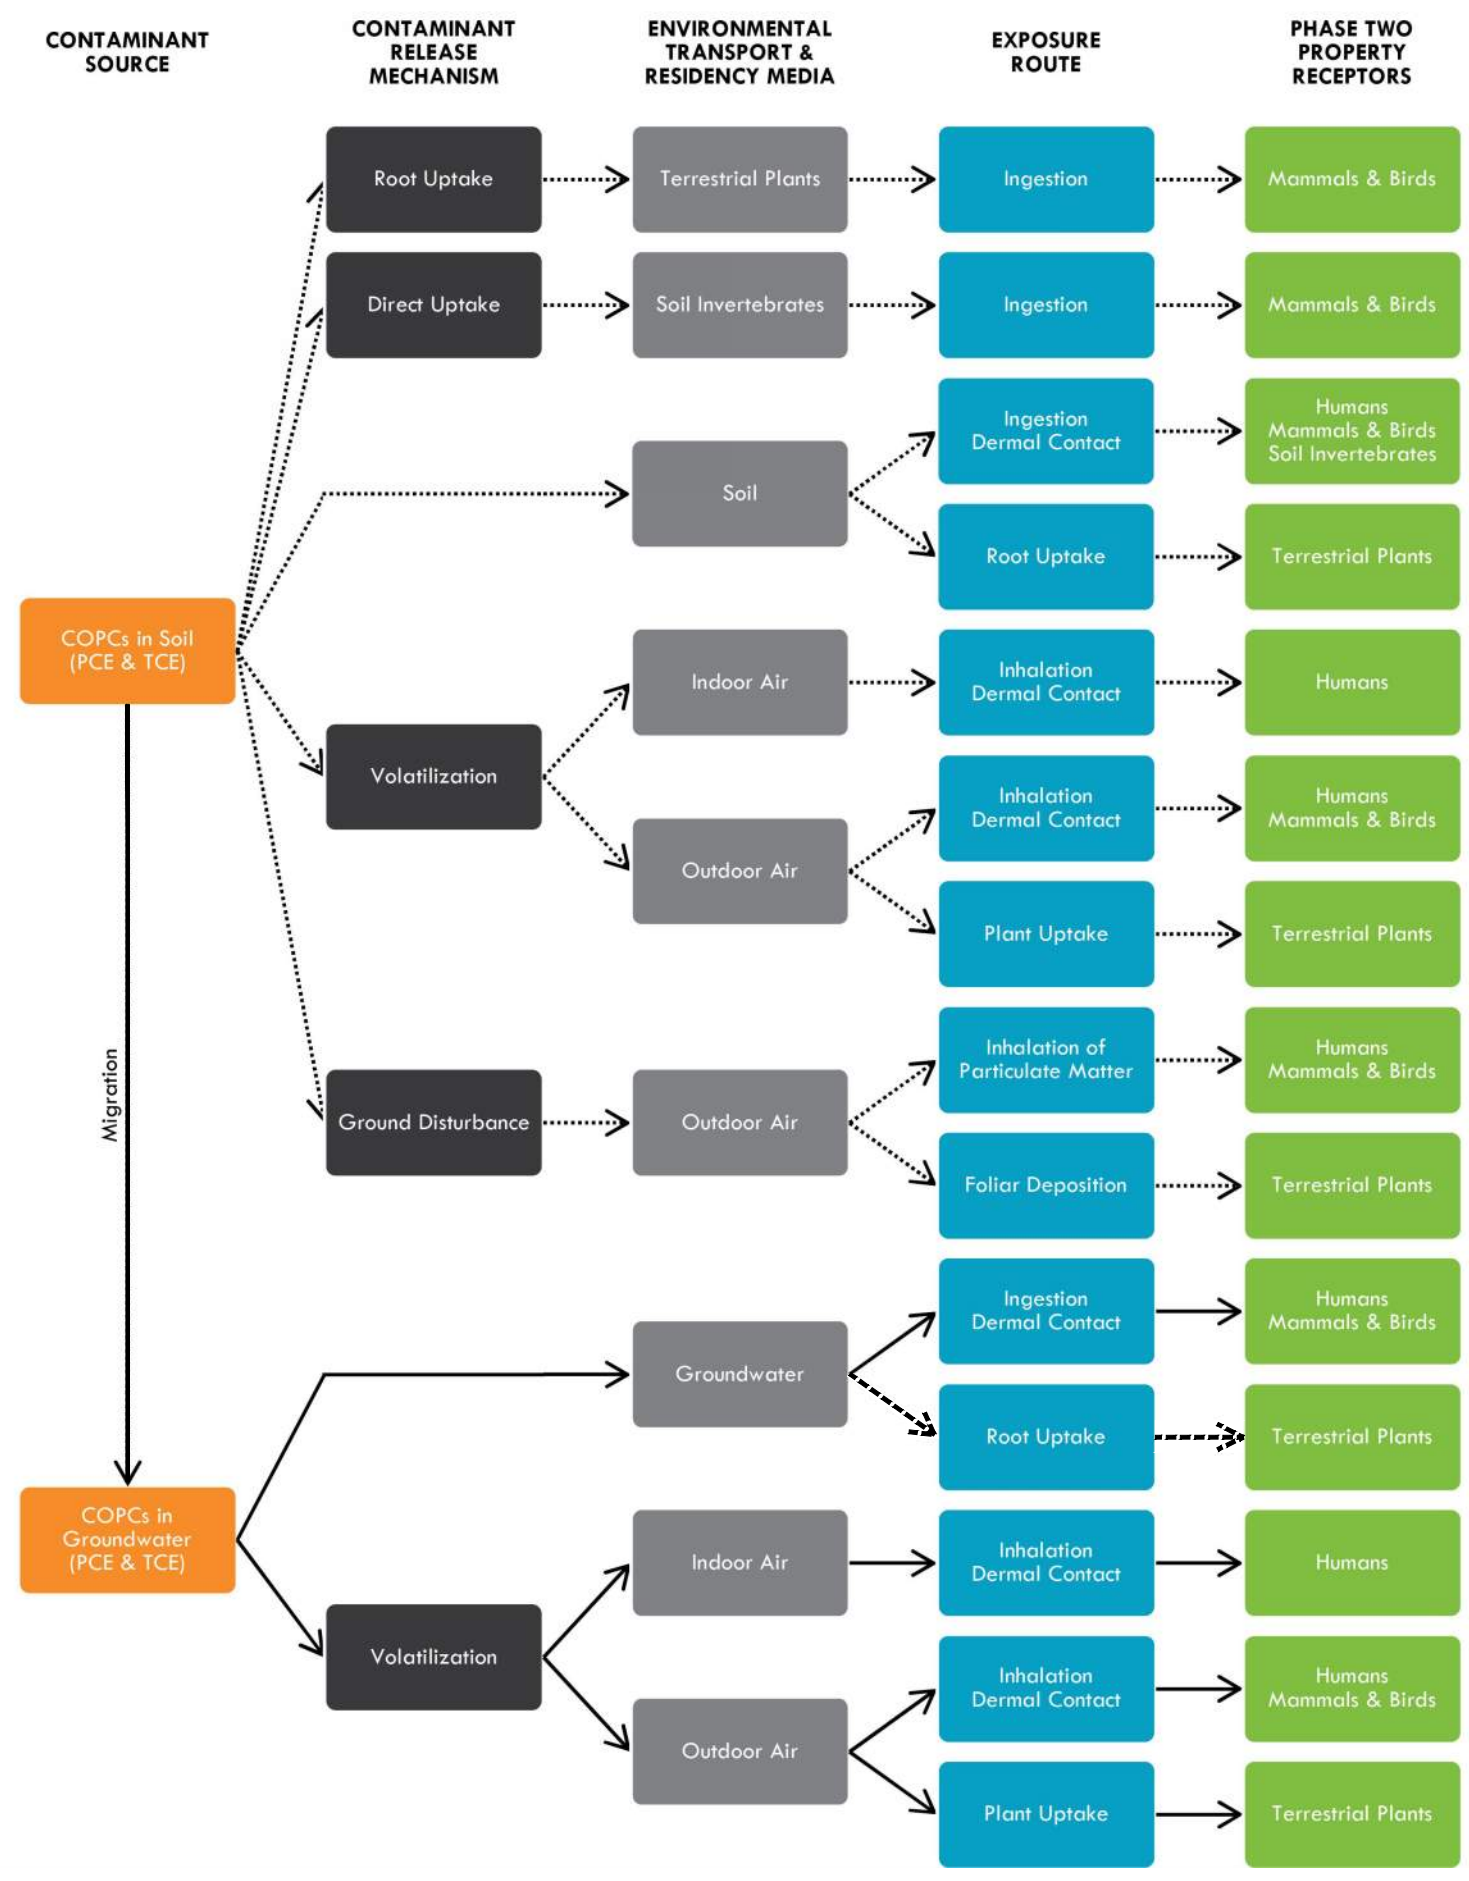 CONTAMINANT
SOURCE
CONTAMINANT
RELEASE
MECHANISM
ENVIRONMENTAL
TRANSPORT &
RESIDENCY MEDIA
EXPOSURE
ROUTE
PHASE TWO
PROPERTY
RECEPTORS
Root Uptake
Terrestrial Plants
Ingestion
Mammals & Birds
Direct Uptake
Soil Invertebrates
Ingestion
Mammals & Birds
Soil
Ingestion
Dermal Contact
Humans
Mammals & Birds
Soil Invertebrates
Root Uptake
Terrestrial Plants
COPCs in Soil
(PCE & TCE)
Volatilization
Indoor Air
Inhalation
Dermal Contact
Humans
Outdoor Air
Inhalation
Dermal Contact
Humans
Mammals & Birds
Plant Uptake
Terrestrial Plants
Migration
Ground Disturbance
Outdoor Air
Inhalation of
Particulate Matter
Humans
Mammals & Birds
Foliar Deposition
Terrestrial Plants
Groundwater
Ingestion
Dermal Contact
Humans
Mammals & Birds
Root Uptake
Terrestrial Plants
COPCs in
Groundwater
(PCE & TCE)
Volatilization
Indoor Air
Inhalation
Dermal Contact
Humans
Outdoor Air
Inhalation
Dermal Contact
Humans
Mammals & Birds
Plant Uptake
Terrestrial Plants